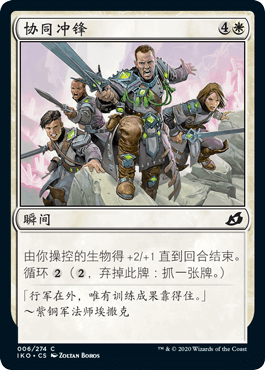 协同冲锋 4
瞬间
由你操控的生物得+2/+1直到回合结束。
循环2（2，弃掉此牌：抓一张牌。）
「行军在外，唯有训练成果靠得住。」
～紫铜军法师埃撒克
006/274 C
IKO • CS ZOLTAN BOROS
™ & © 2020 Wizards of the Coast